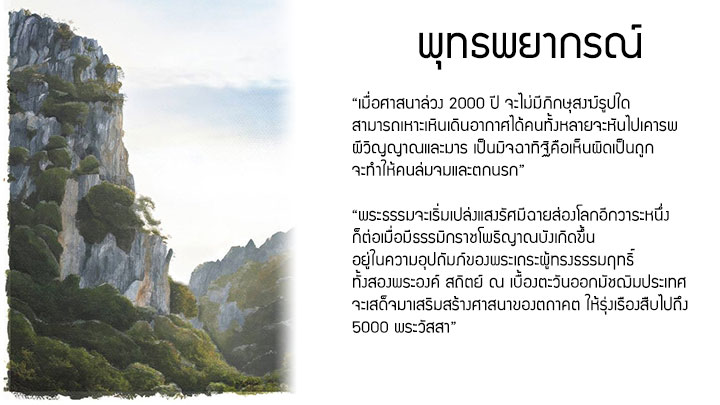 พุทธพยากรณ์
“เมื่อศาสนาล่วง 2000 ปี จะไม่มีภิกษุสงฆ์รูปใด
สามารถเหาะเหินเดินอากาศได้คนทั้งหลายจะหันไปเคารพ
ผีวิญญาณและมาร เป็นมิจฉาทิฐิคือเห็นผิดเป็นถูก
จะทำให้คนล่มจมและตกนรก”
“พระธรรมจะเริ่มเปล่งแสงรัศมีฉายส่องโลกอีกวาระหนึ่ง
ก็ต่อเมื่อมีธรรมิกราชโพธิญาณบังเกิดขึ้น
อยู่ในความอุปถัมภ์ของพระเถระผู้ทรงธรรมฤทธิ์
ทั้งสองพระองค์ สถิตย์ ณ เบื้องตะวันออกมัชฌิมประเทศ
จะเสด็จมาเสริมสร้างศาสนาของตถาคต ให้รุ่งเรืองสืบไปถึง
5000 พระวัสสา”